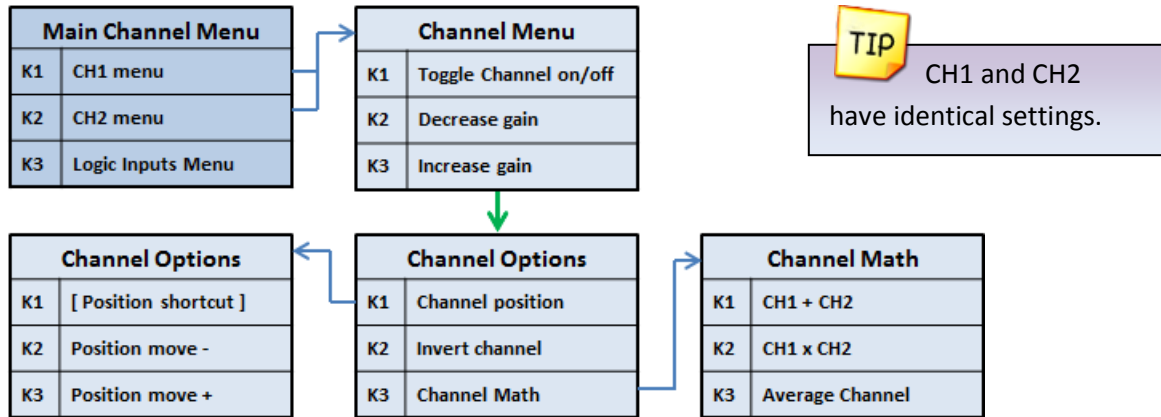 Main Channel Menu
K1 CH1 menu
K2 CH2 menu
K3 Logic Inputs Menu
Channel Menu
K1 Toggle Channel on/off
K2 Decrease gain
K3 Increase gain
TIP
CH1 and CH2
have identical settings.
Channel Options
K1 [ Position shortcut ]
K2 Position move -
K3 Position move +
Channel Options
K1 Channel position
K2 Invert channel
K3 Channel Math
Channel Math
K1 CH1 + CH2
K2 CH1 x CH2
K3 Average Channel